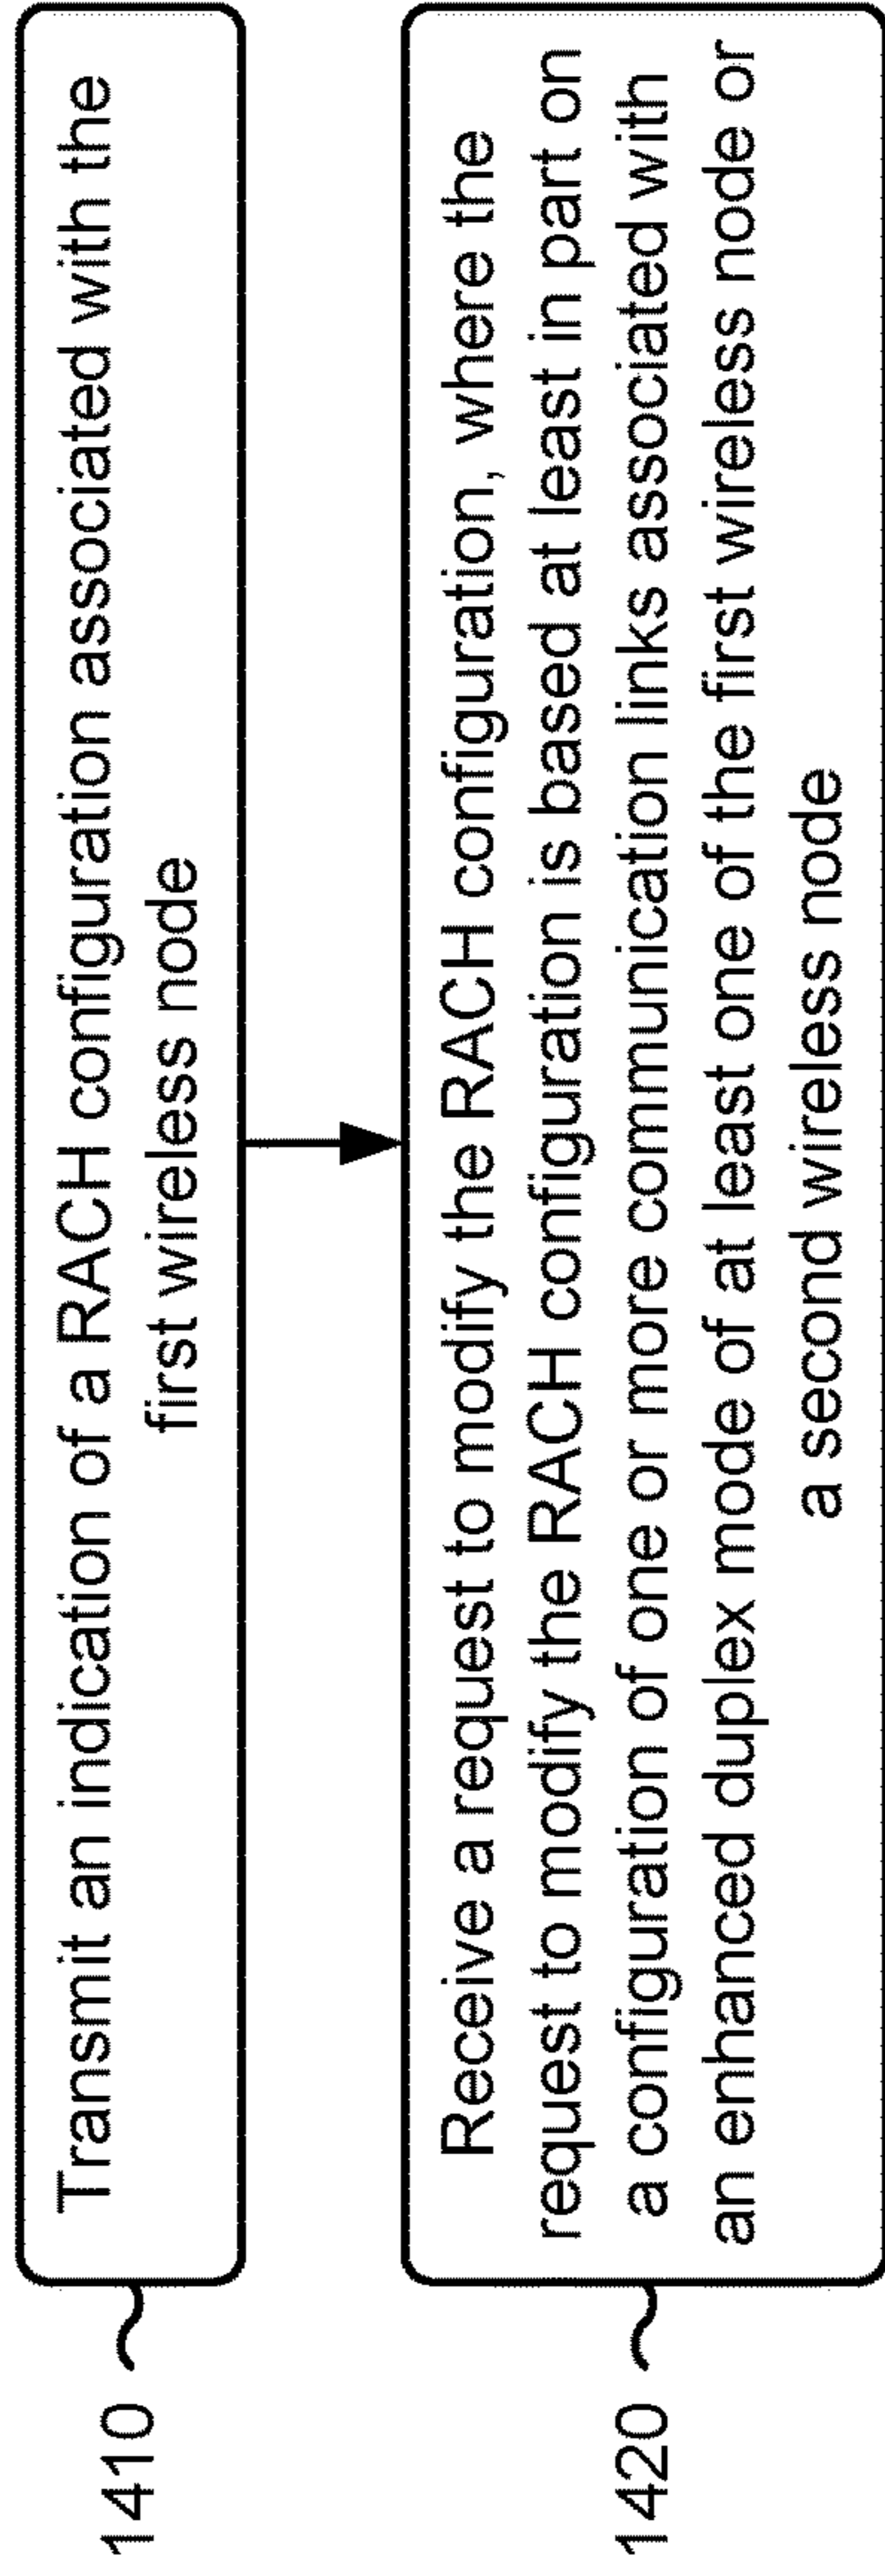 1410
Transmit an indication of a RACH configuration associated with the
first wireless node
1420
Receive a request to modify the RACH configuration, where the
request to modify the RACH configuration is based at least in part on
a configuration of one or more communication links associated with
an enhanced duplex mode of at least one of the first wireless node or
a second wireless node